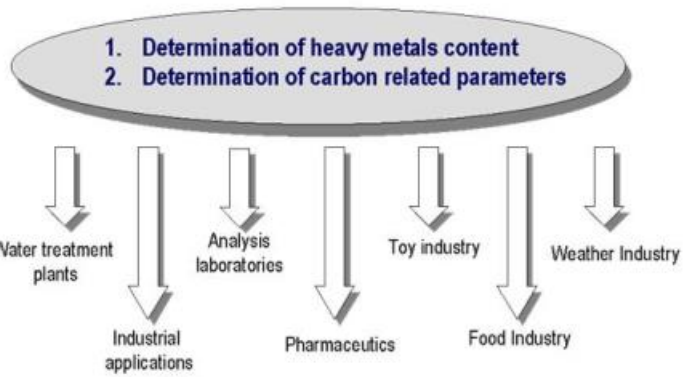 1. Determination of heavy metals content
2. Determination of carbon related parameters
Water treatment
plants
Analysis
laboratories
Toy industry
Weather Industry
Industrial
applications
Pharmaceutics
Food Industry